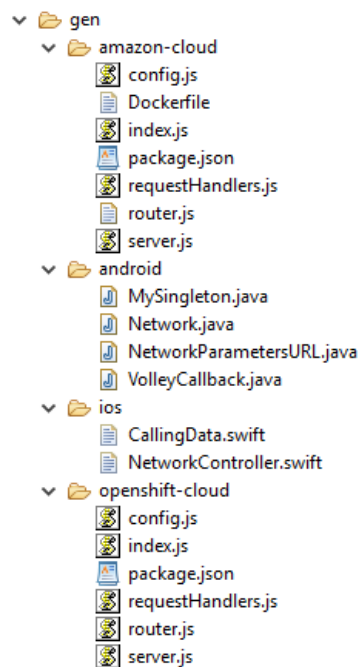 gen
amazon-cloud
config.js
Dockerfile
index.js
package.json
requestHandlers.js
router.js
server.js
android
MySingleton.java
Network.java
NetworkParametersURL.java
VolleyCallback.java
ios
CallingData.swift
NetworkController.swift
openshift-cloud
config.js
index.js
package.json
requestHandlers.js
router.js
server.js